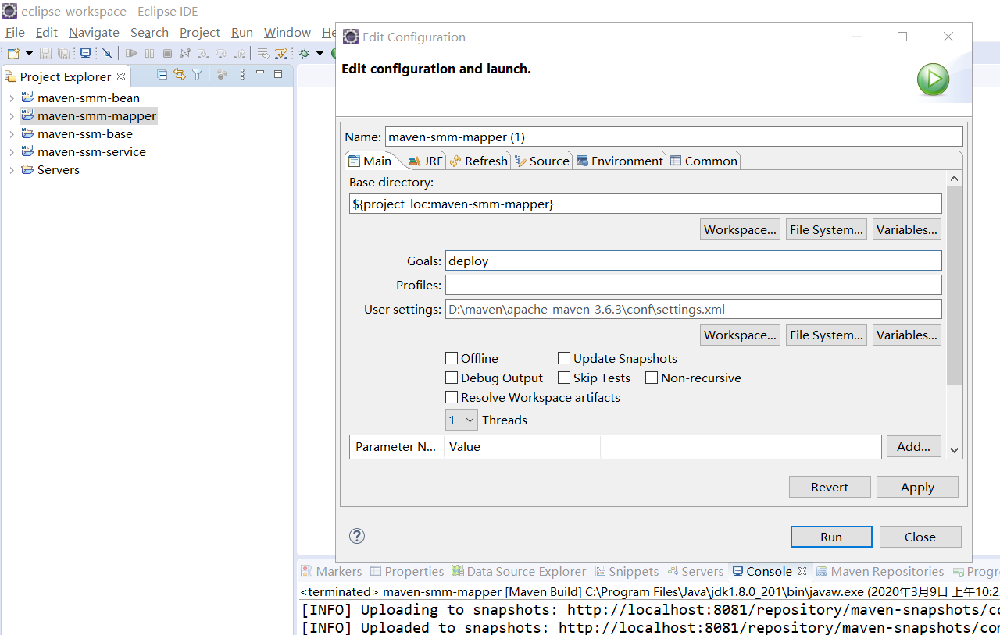 eclipse-workspace - Eclipse IDE
File Edit Navigate Search Project Run Window
Project Explorer
maven-smm-bean
maven-smm-mapper
maven-ssm-base
maven-ssm-service
Servers
Edit Configuration
Edit configuration and launch.
Name: maven-smm-mapper (1)
Main JRE Refresh Source Environment Common
Base directory:
${project_loc:maven-smm-mapper}
Workspace... File System... Variables...
Goals: deploy
Profiles:
User settings: D:\maven\apache-maven-3.6.3\conf\settings.xml
Workspace... File System... Variables...
Offline Update Snapshots
Debug Output Skip Tests Non-recursive
Resolve Workspace artifacts
1 Threads
Parameter N... Value Add...
Revert Apply
Run Close
Markers Properties Data Source Explorer Snippets Servers Console Maven Repositories Progr
<terminated> maven-smm-mapper [Maven Build] C:\Program Files\Java\jdk1.8.0_201\bin\javaw.exe (2020年3月9日 上午10:2
[INFO] Uploading to snapshots: http://localhost:8081/repository/maven-snapshots/co
[INFO] Uploaded to snapshots: http://localhost:8081/repository/maven-snapshots/com